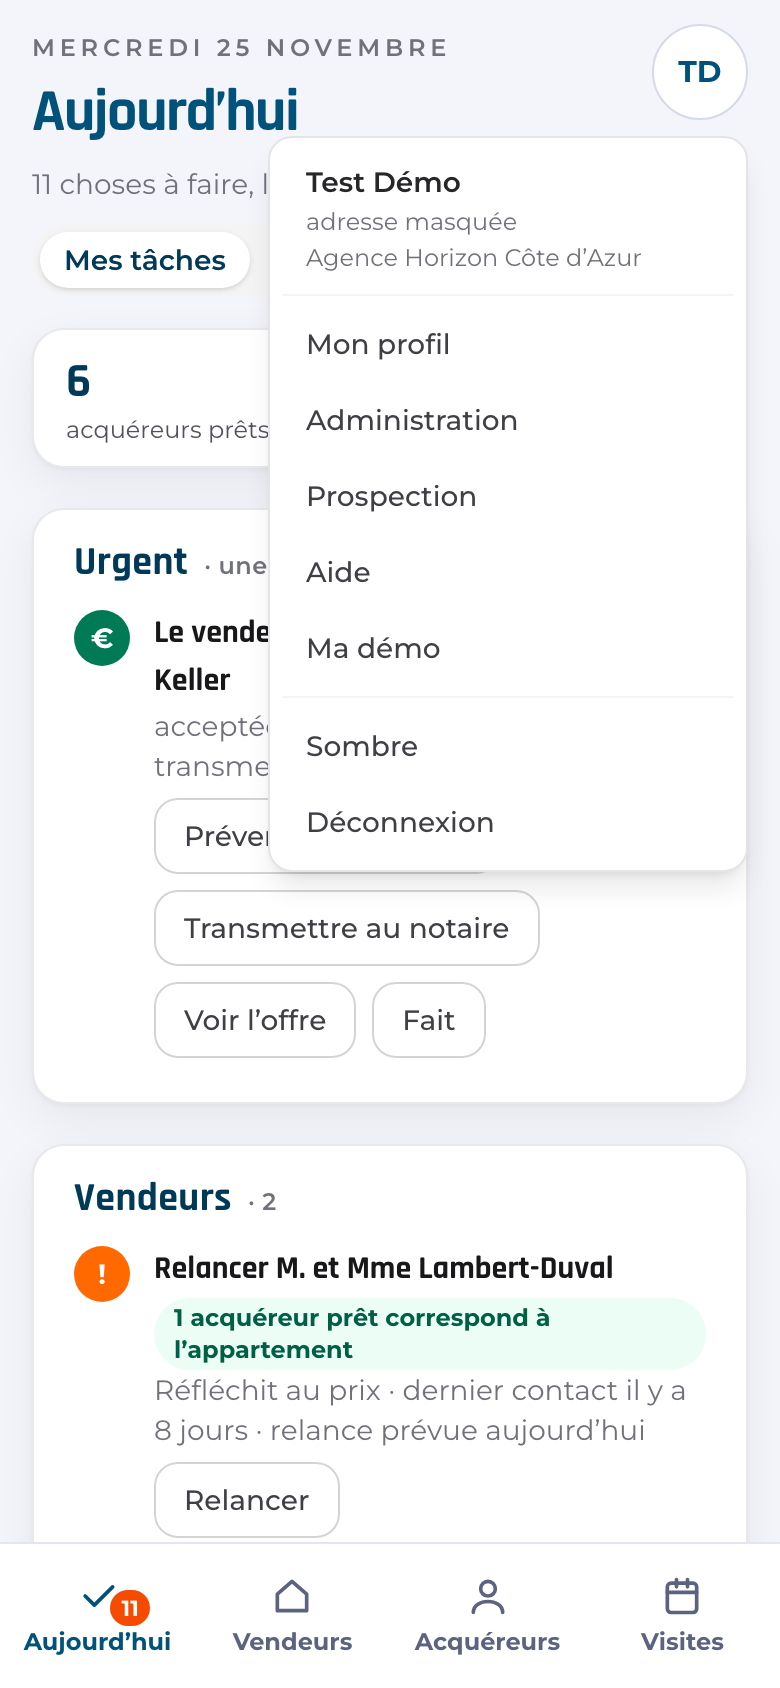 MERCREDI 25 NOVEMBRE
TD
Aujourd’hui
11 choses à faire,
Mes tâches
Test Démo
adresse masquée
Agence Horizon Côte d’Azur
Mon profil
Administration
Prospection
Aide
Ma démo
Sombre
Déconnexion
6
acquéreurs prêts
Urgent · une
€
Le vende
Keller
acceptée
transme
Préven
Transmettre au notaire
Voir l’offre
Fait
Vendeurs · 2
!
Relancer M. et Mme Lambert-Duval
1 acquéreur prêt correspond à
l’appartement
Réfléchit au prix · dernier contact il y a
8 jours · relance prévue aujourd’hui
Relancer
11
Aujourd’hui
Vendeurs
Acquéreurs
Visites